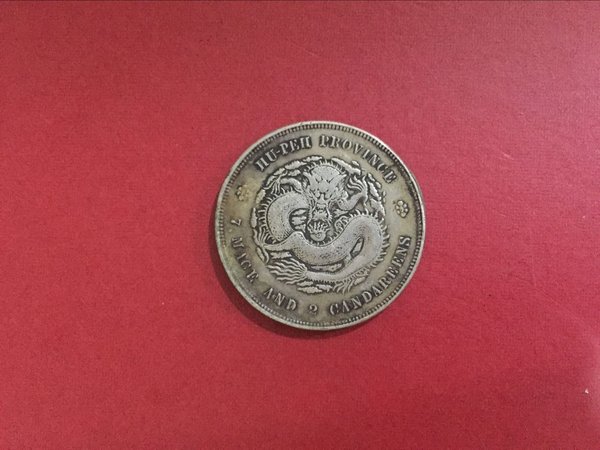 HU-PEH PROVINCE
7 MACE AND 2 CANDAREENS